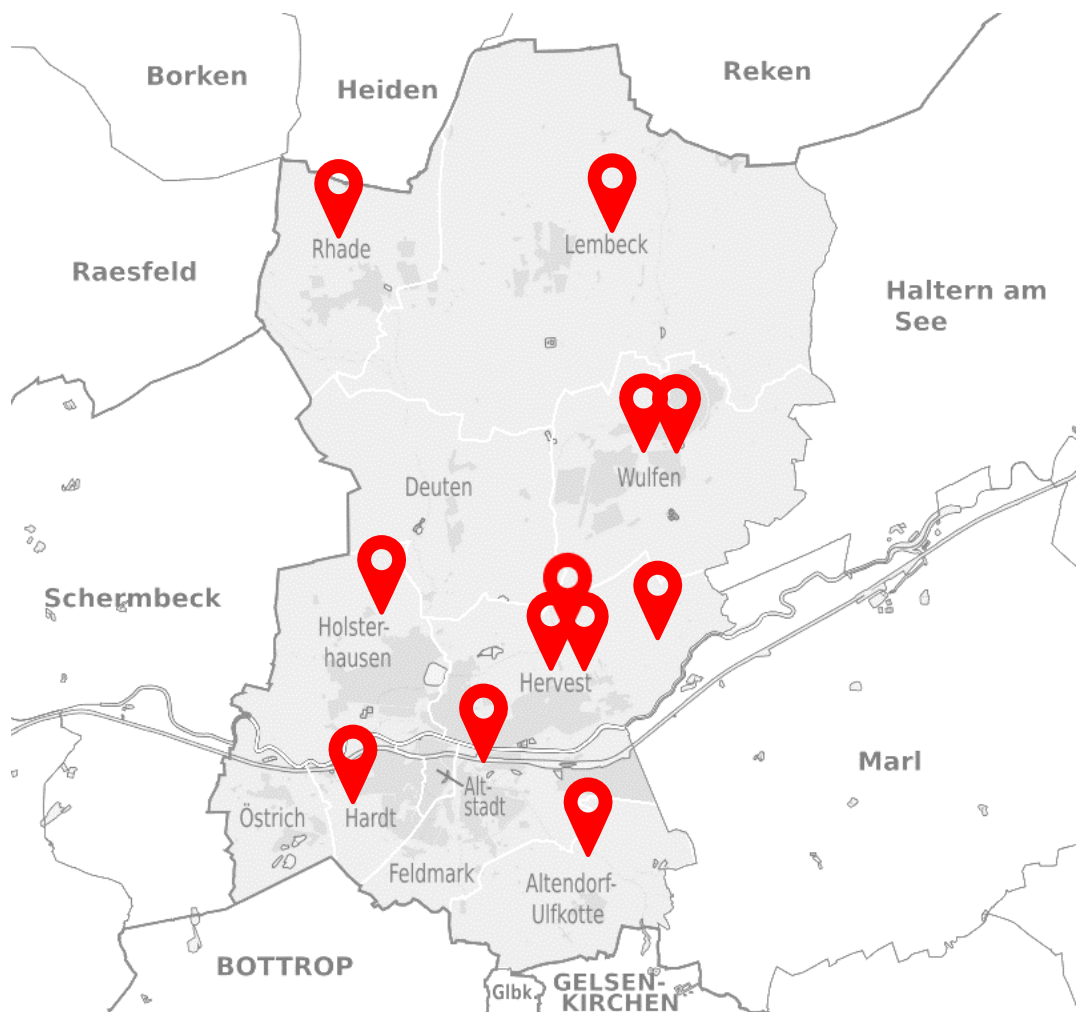 Borken
Heiden
Reken
Rhade
Lembeck
Raesfeld
Haltern am
See
Wulfen
Deuten
Schermbeck
Holster-
hausen
Hervest
Marl
Alt-
stadt
Östrich
Hardt
Feldmark
Altendorf-
Ulfkotte
BOTTROP
Glbk.
GELSEN-
KIRCHEN